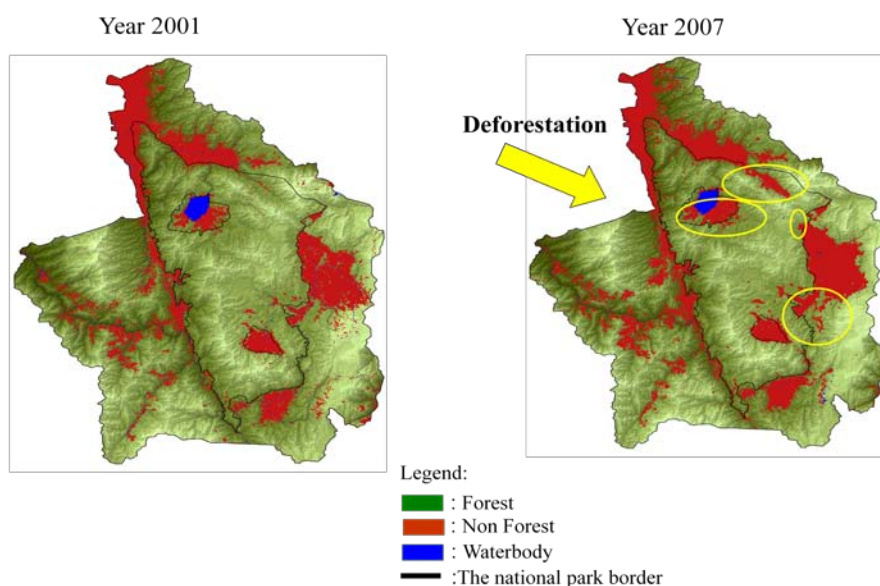 Year 2001
Year 2007
Deforestation
Legend:
: Forest
: Non Forest
: Waterbody
:The national park border